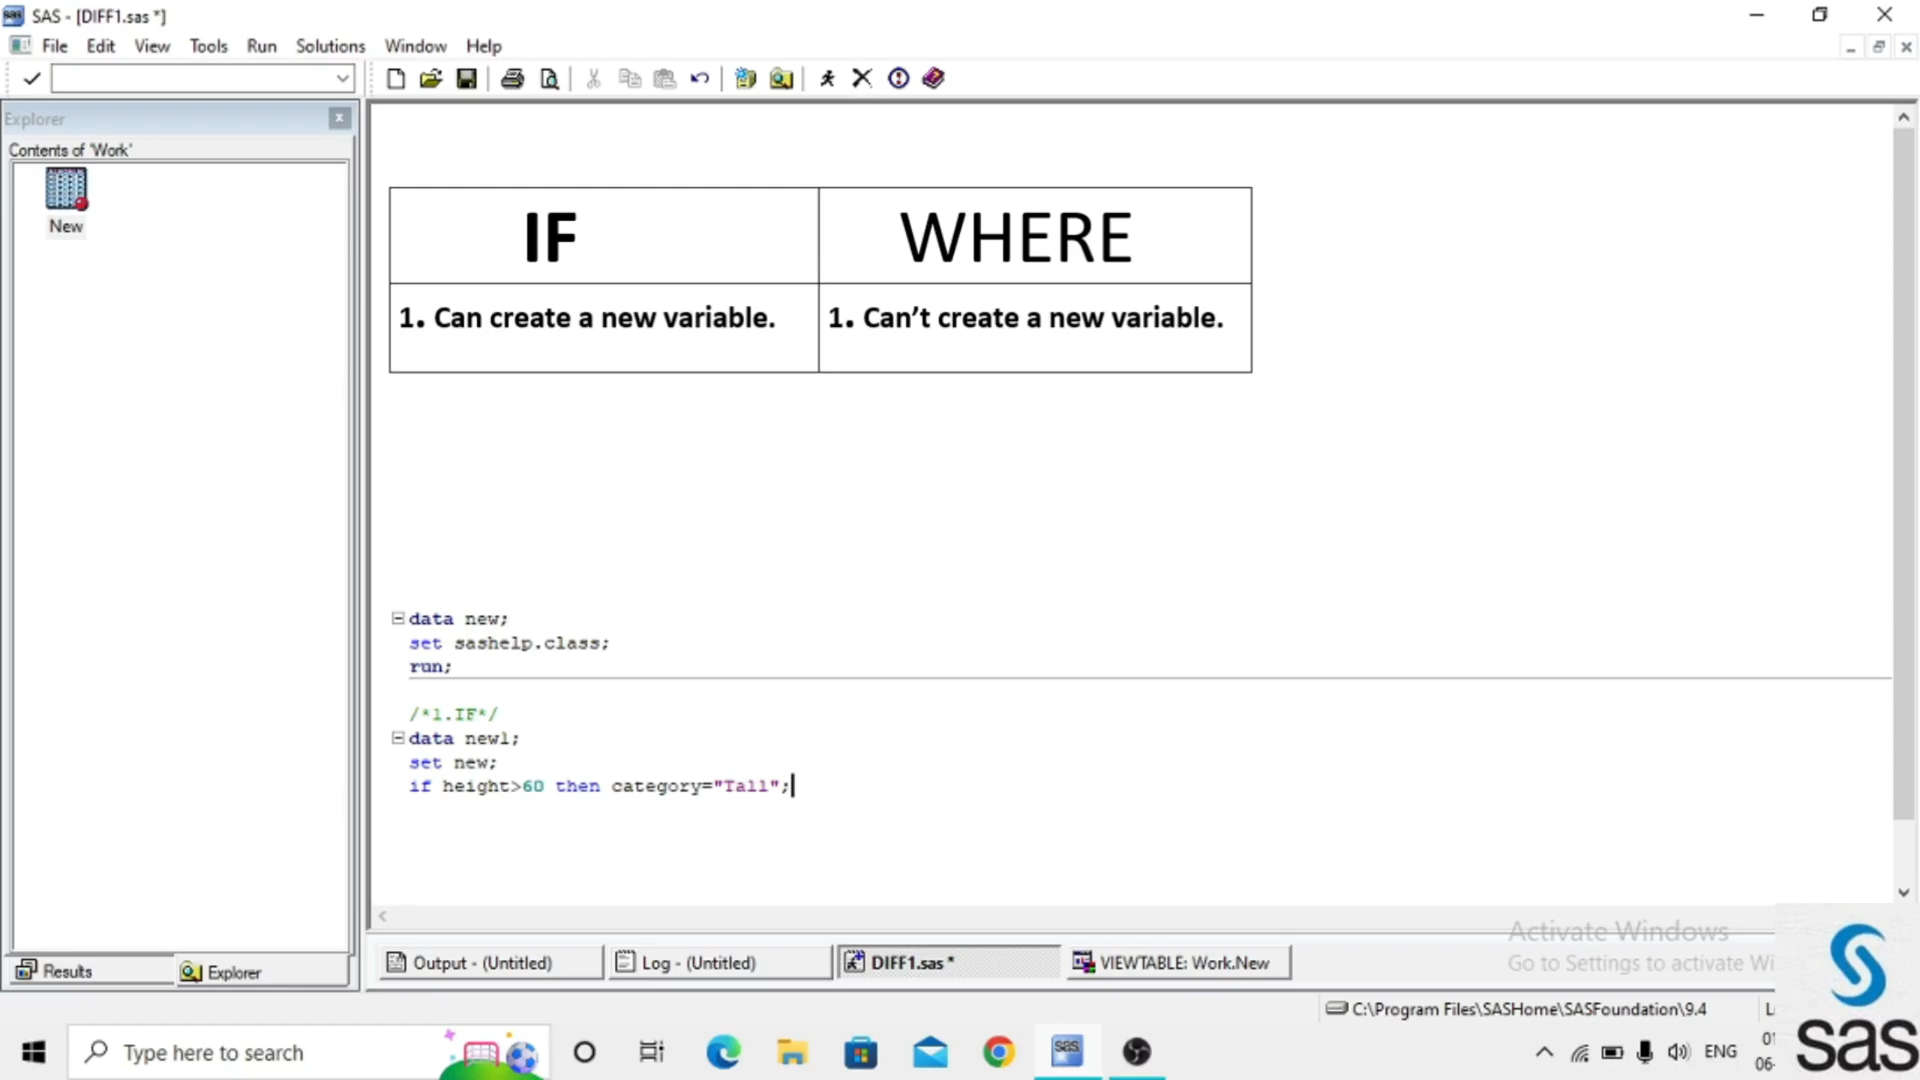 SAS - [DIFF1.sas *]
File Edit View Tools Run Solutions Window Help
Explorer
Contents of 'Work'
New
IF WHERE
1. Can create a new variable. 1. Can’t create a new variable.
data new;
set sashelp.class;
run;
/*1.IF*/
data new1;
set new;
if height>60 then category="Tall";
Results Explorer
Output - (Untitled) Log - (Untitled) DIFF1.sas * VIEWTABLE: Work.New
Activate Windows
Go to Settings to activate Wi
C:\Program Files\SASHome\SASFoundation\9.4
Type here to search
ENG
06-
sas